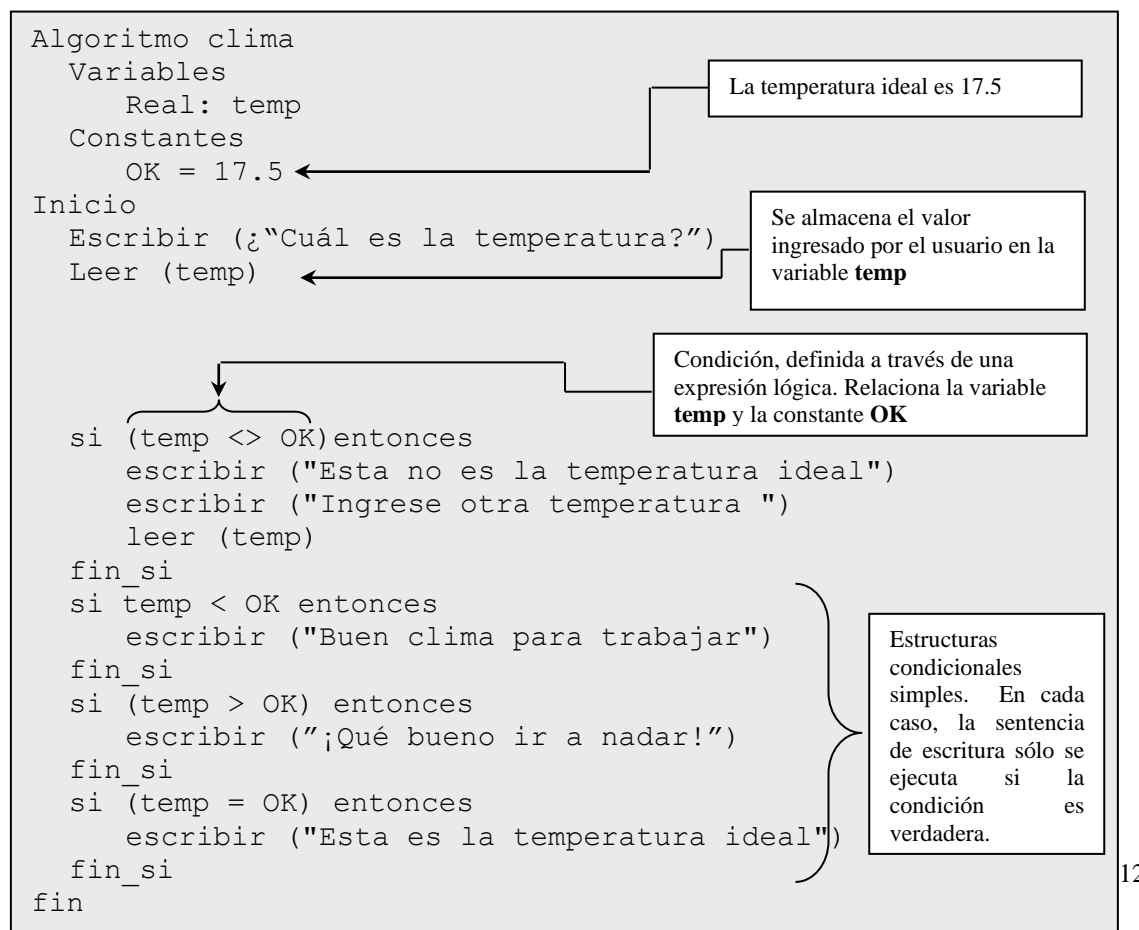 Algoritmo clima
Variables
Real: temp
Constantes
OK = 17.5
La temperatura ideal es 17.5
Inicio
Escribir (¿“Cuál es la temperatura?”)
Leer (temp)
Se almacena el valor
ingresado por el usuario en la
variable temp
Condición, definida a través de una
expresión lógica. Relaciona la variable
temp y la constante OK
si (temp <> OK)entonces
escribir ("Esta no es la temperatura ideal")
escribir ("Ingrese otra temperatura ")
leer (temp)
fin_si
si temp < OK entonces
escribir ("Buen clima para trabajar")
fin_si
si (temp > OK) entonces
escribir (”¡Qué bueno ir a nadar!”)
fin_si
si (temp = OK) entonces
escribir ("Esta es la temperatura ideal")
fin_si
fin
Estructuras
condicionales
simples. En cada
caso, la sentencia
de escritura sólo se
ejecuta si la
condición es
verdadera.
12